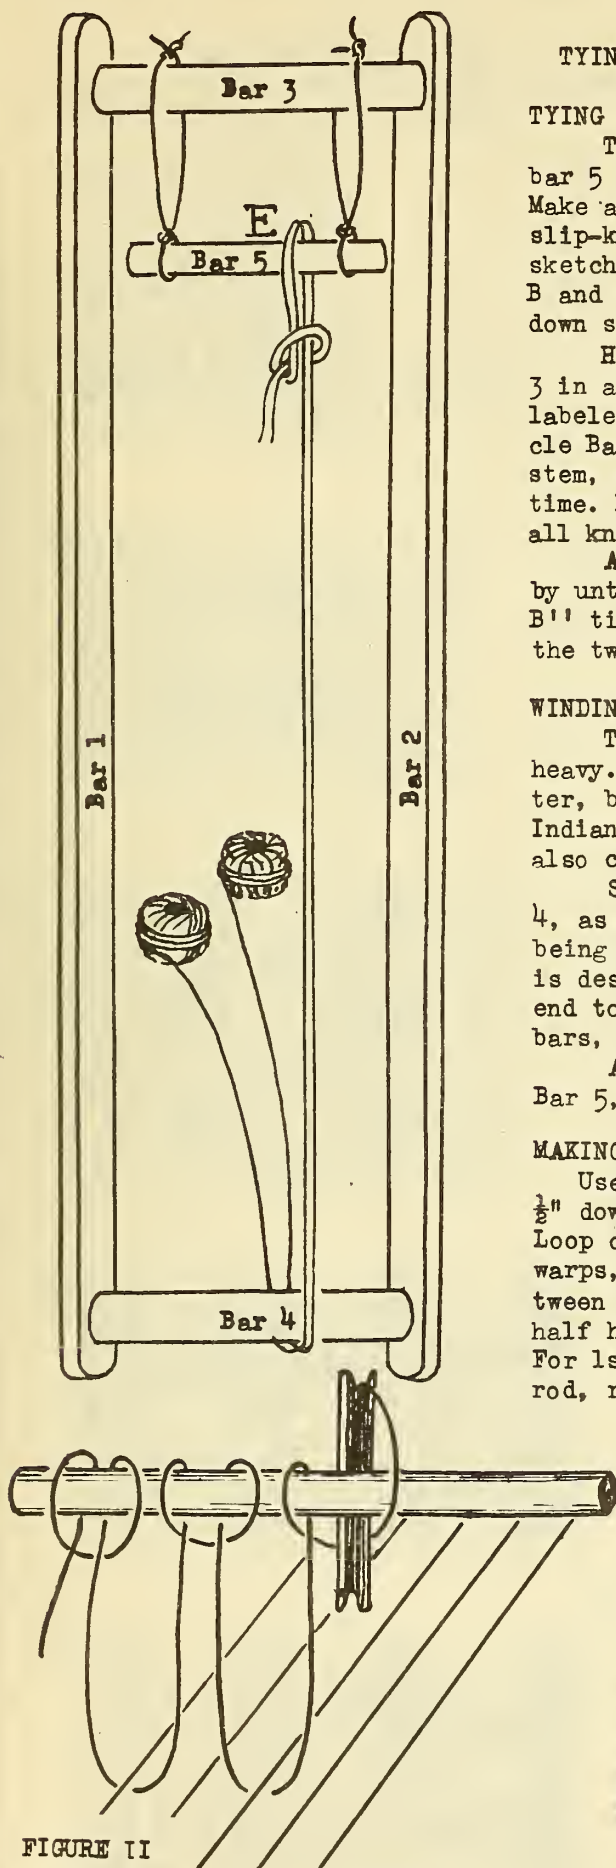 Bar 3
E
Bar 5
Bar 1
Bar 2
Bar 4
FIGURE II
TYIN
TYING
T
bar 5
Make a
slip-k
sketch
B and
down s
H
3 in a
labele
cle Ba
stem,
time.
all kn
A
by unt
B'' ti
the tw
WINDIN
T
heavy.
ter, b
Indian
also c
S
4, as
being
is des
end to
bars,
A
Bar 5,
MAKING
Use
½" dow
Loop o
warps,
tween
half h
For 1s
rod, r